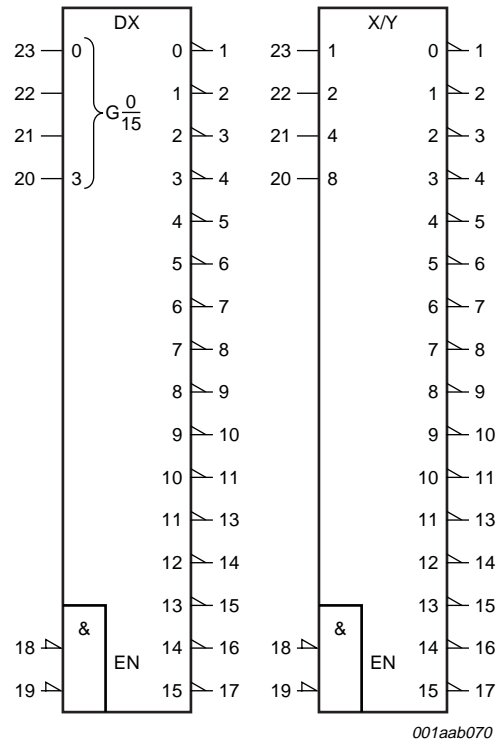 DX X/Y
23 0 0 1 23 1 0 1
22 1 2 22 2 1 2
G 0/15
21 2 3 21 4 2 3
20 3 3 4 20 8 3 4
4 5 4 5
5 6 5 6
6 7 6 7
7 8 7 8
8 9 8 9
9 10 9 10
10 11 10 11
11 13 11 13
12 14 12 14
13 15 13 15
& &
18 14 16 18 14 16
EN EN
19 15 17 19 15 17
001aab070